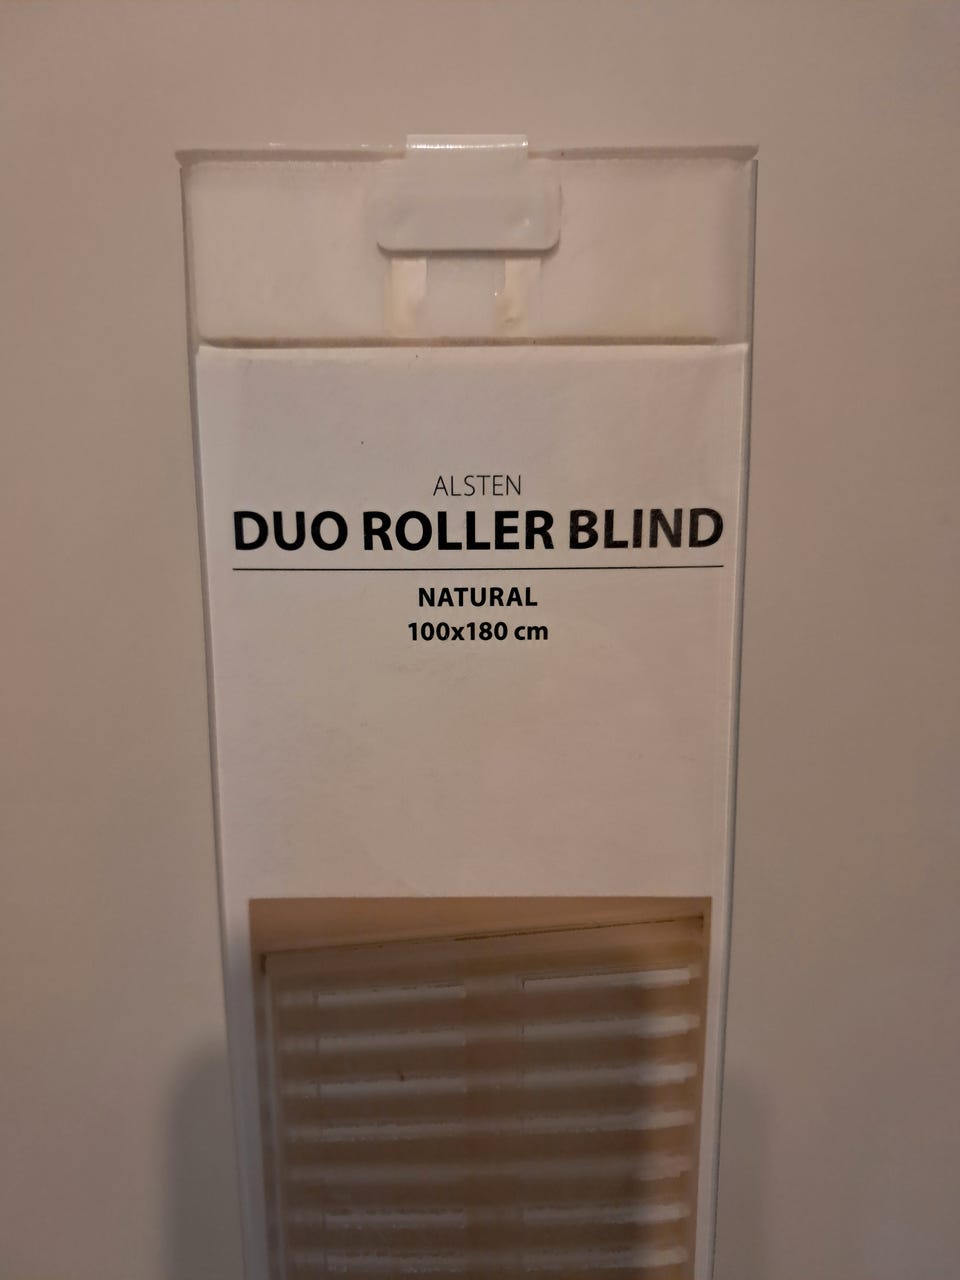 ALSTEN
DUO ROLLER BLIND
NATURAL
100x180 cm